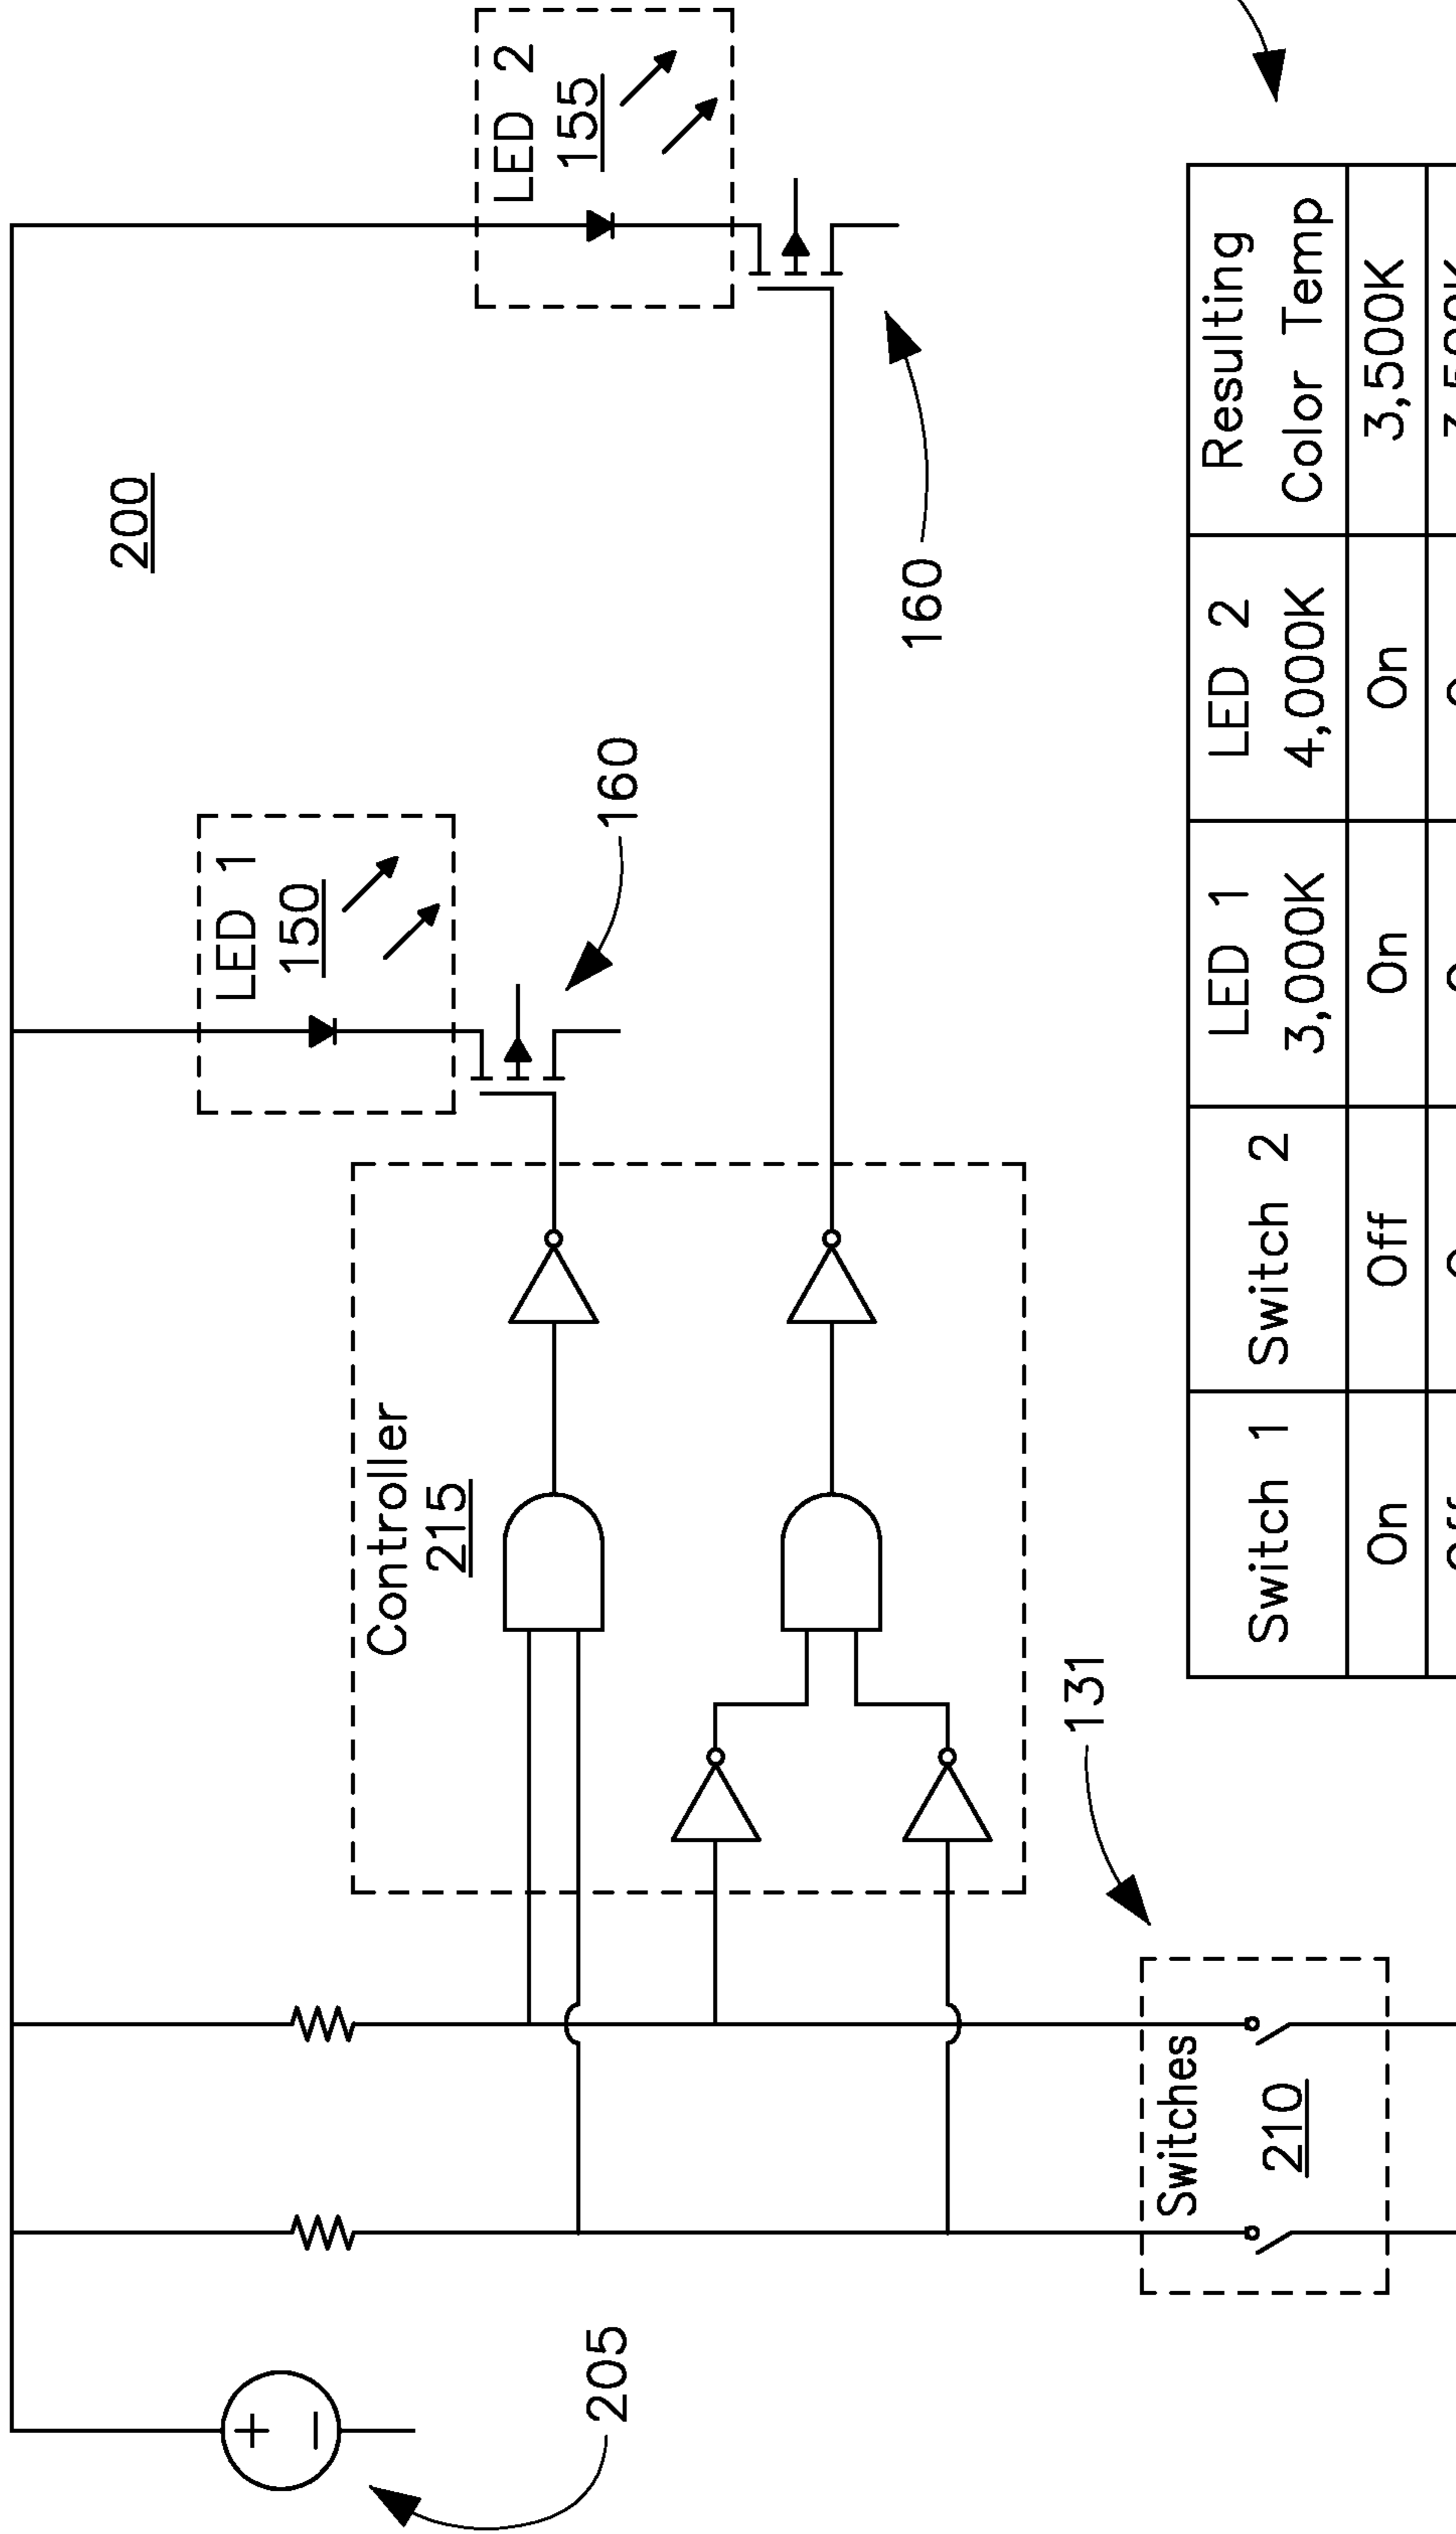 200
LED 1
150
LED 2
155
160
160
Controller
215
205
Switches
210
131
+
−
Switch 1 Switch 2 LED 1 3,000K LED 2 4,000K Resulting Color Temp
On Off On On 3,500K